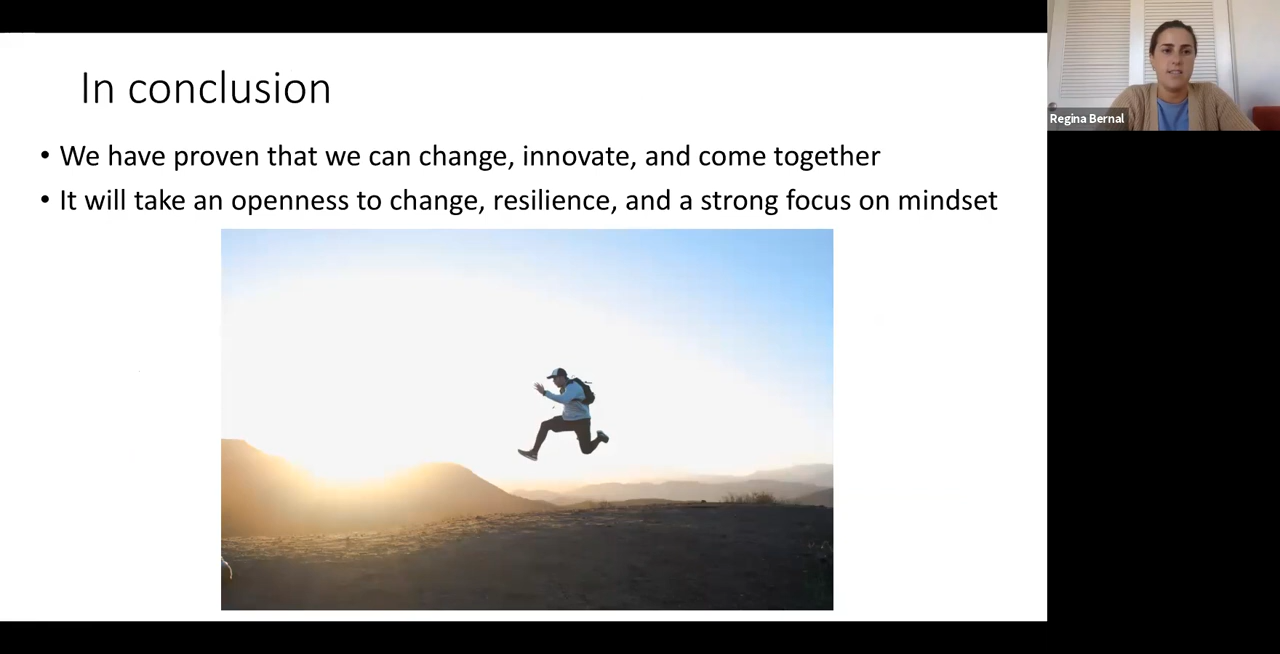 In conclusion
• We have proven that we can change, innovate, and come together
• It will take an openness to change, resilience, and a strong focus on mindset
Regina Bernal